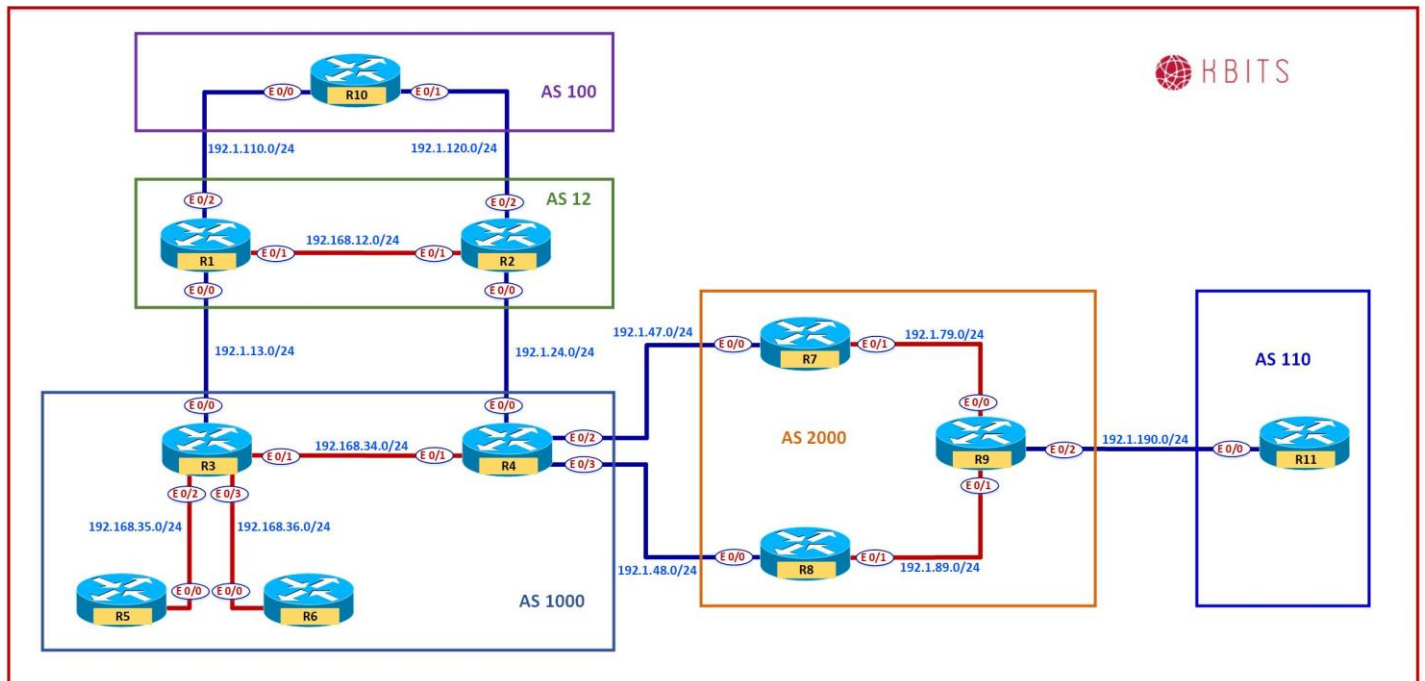 KBITS
AS 100
E 0/0
R10
E 0/1
192.1.110.0/24
192.1.120.0/24
AS 12
E 0/2
E 0/2
192.168.12.0/24
E 0/1
E 0/1
R1
R2
E 0/0
E 0/0
192.1.13.0/24
192.1.24.0/24
192.1.47.0/24
E 0/0
R7
E 0/1
192.1.79.0/24
AS 110
E 0/0
E 0/0
E 0/0
192.168.34.0/24
E 0/2
AS 2000
192.1.190.0/24
R3
E 0/1
E 0/1
R4
E 0/3
R9
E 0/2
E 0/0
R11
E 0/2
E 0/3
E 0/1
192.168.35.0/24
192.168.36.0/24
192.1.48.0/24
E 0/0
R8
E 0/1
192.1.89.0/24
E 0/0
E 0/0
R5
R6
AS 1000